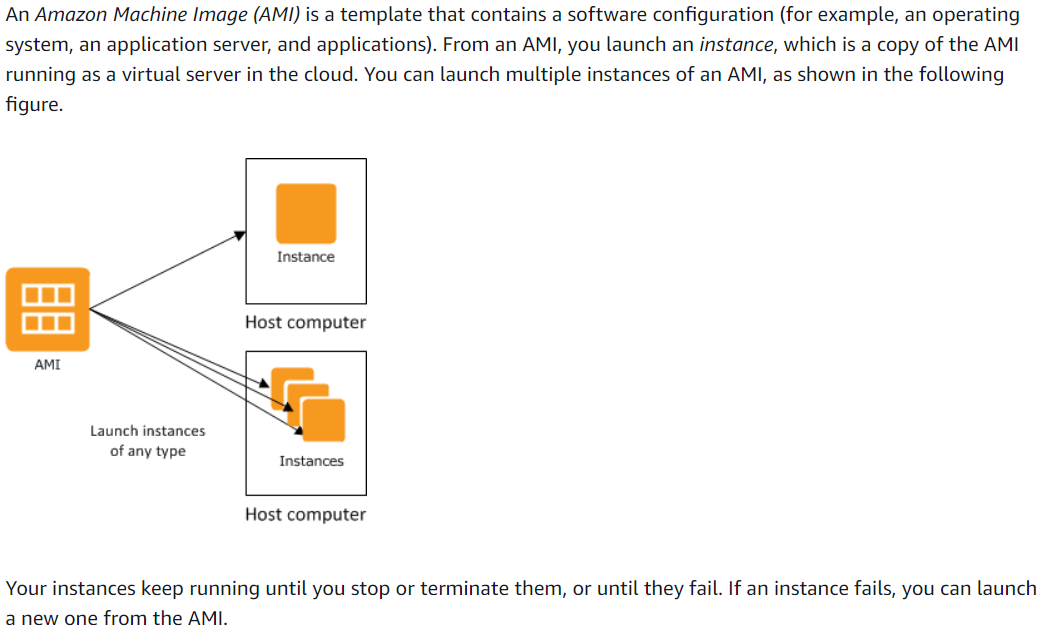 An Amazon Machine Image (AMI) is a template that contains a software configuration (for example, an operating
system, an application server, and applications). From an AMI, you launch an instance, which is a copy of the AMI
running as a virtual server in the cloud. You can launch multiple instances of an AMI, as shown in the following
figure.
Instance
Host computer
AMI
Launch instances
of any type
Instances
Host computer
Your instances keep running until you stop or terminate them, or until they fail. If an instance fails, you can launch
a new one from the AMI.